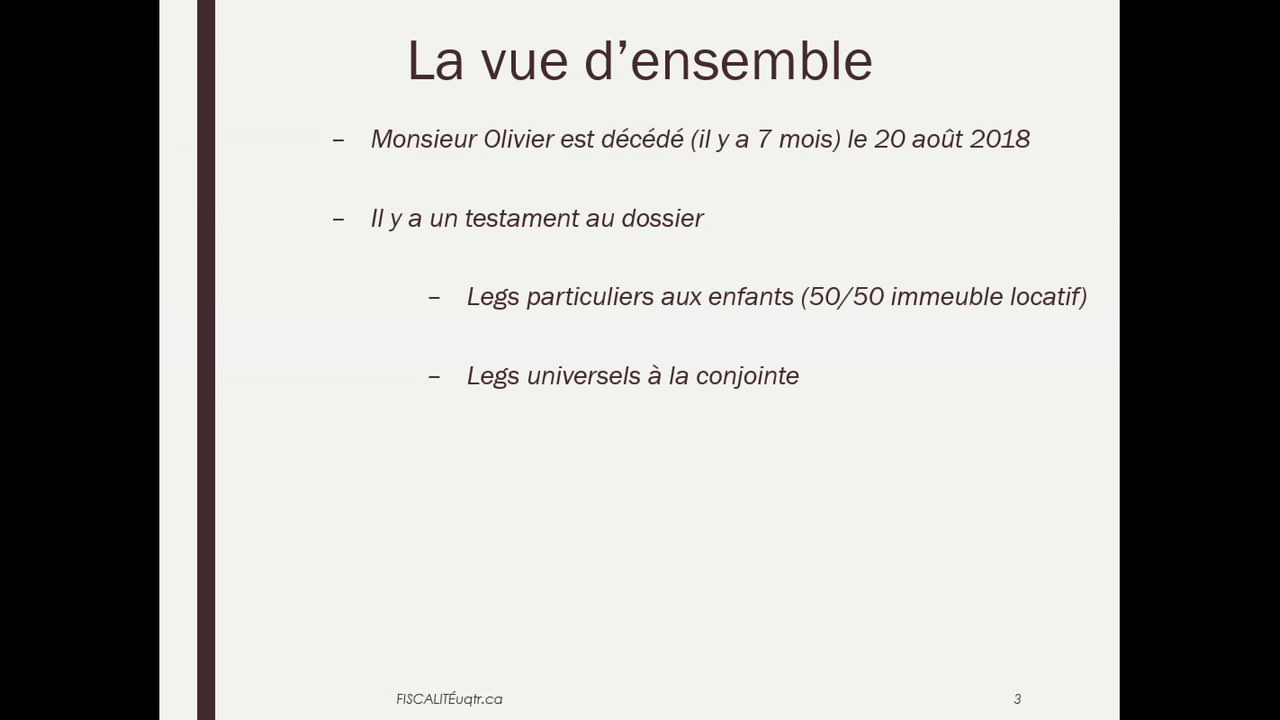 La vue d’ensemble
– Monsieur Olivier est décédé (il y a 7 mois) le 20 août 2018
– Il y a un testament au dossier
– Legs particuliers aux enfants (50/50 immeuble locatif)
– Legs universels à la conjointe
FISCALITÉuqtr.ca
3